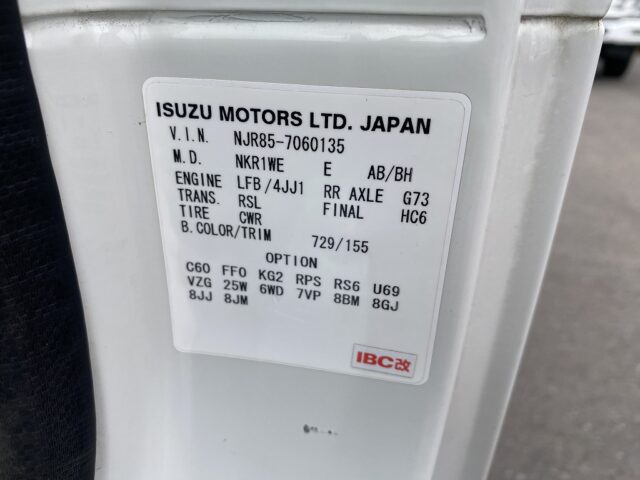 ISUZU MOTORS LTD. JAPAN
V.I.N. NJR85-7060135
M.D. NKR1WE E AB/BH
ENGINE LFB/4JJ1 RR AXLE G73
TRANS. RSL FINAL HC6
TIRE CWR
B.COLOR/TRIM 729/155
OPTION
C60 FF0 KG2 RPS RS6 U69
VZG 25W 6WD 7VP 8BM 8GJ
8JJ 8JM
IBC改